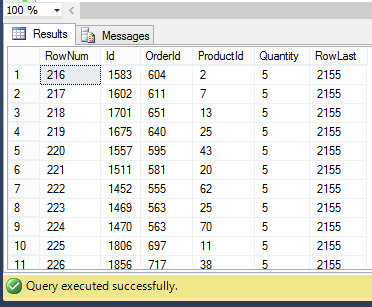 100 %
Results Messages
RowNum Id OrderId ProductId Quantity RowLast
1 216 1583 604 2 5 2155
2 217 1602 611 7 5 2155
3 218 1701 651 13 5 2155
4 219 1675 640 25 5 2155
5 220 1557 595 43 5 2155
6 221 1511 581 20 5 2155
7 222 1452 555 62 5 2155
8 223 1469 563 25 5 2155
9 224 1470 563 70 5 2155
10 225 1806 697 11 5 2155
11 226 1856 717 38 5 2155
Query executed successfully.